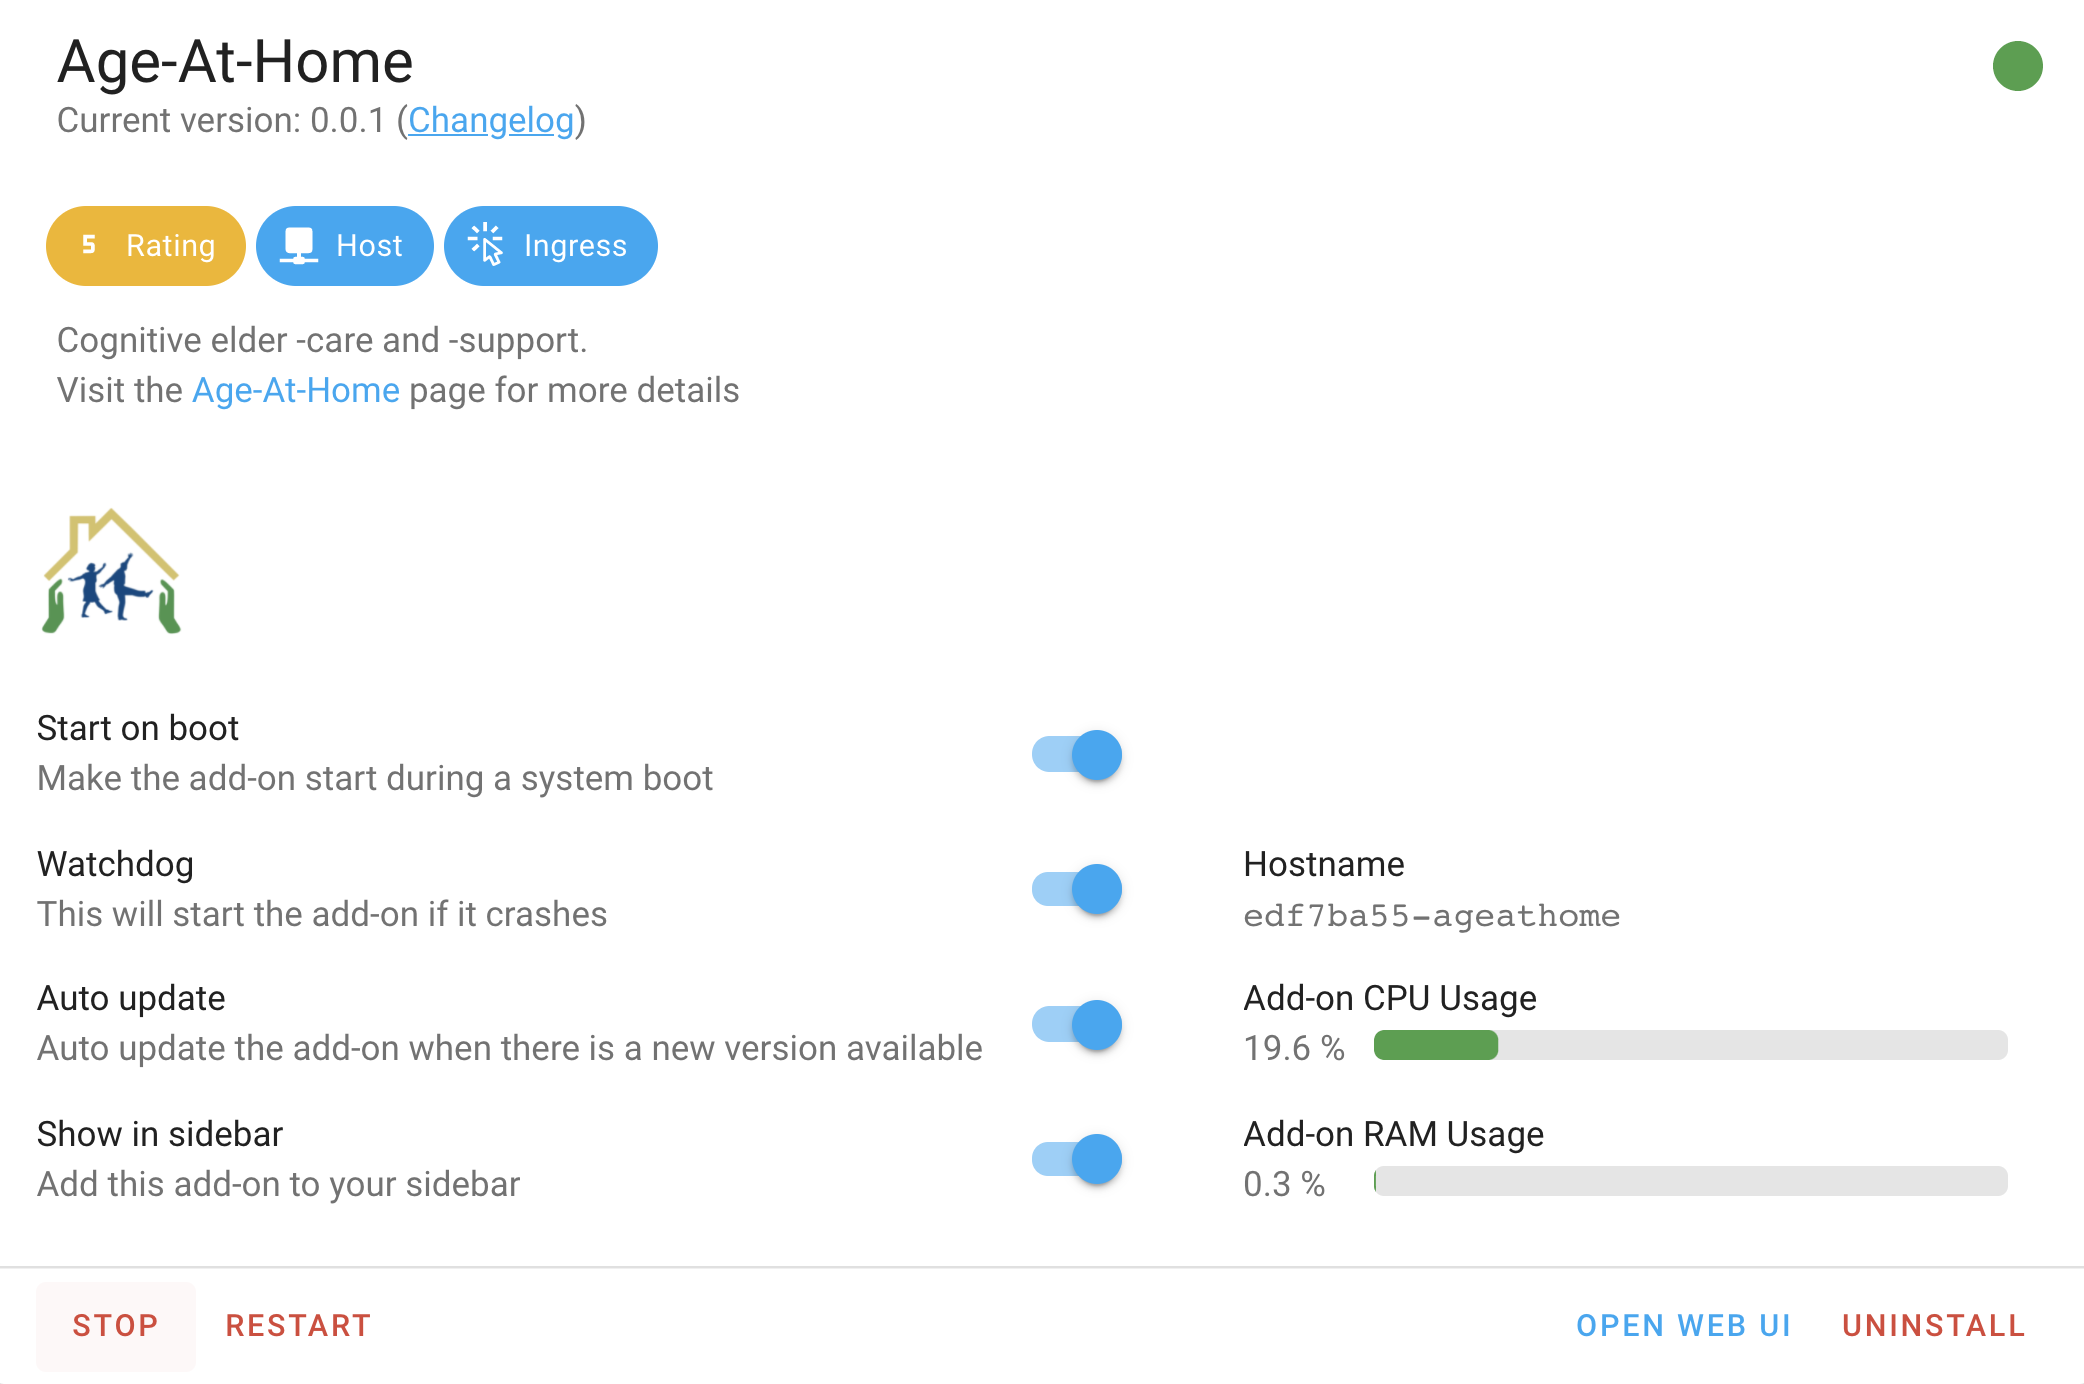 Age-At-Home
Current version: 0.0.1 (Changelog)
5 Rating Host Ingress
Cognitive elder -care and -support.
Visit the Age-At-Home page for more details
Start on boot
Make the add-on start during a system boot
Watchdog
This will start the add-on if it crashes
Hostname
edf7ba55-ageathome
Auto update
Auto update the add-on when there is a new version available
Add-on CPU Usage
19.6 %
Show in sidebar
Add this add-on to your sidebar
Add-on RAM Usage
0.3 %
STOP RESTART OPEN WEB UI UNINSTALL